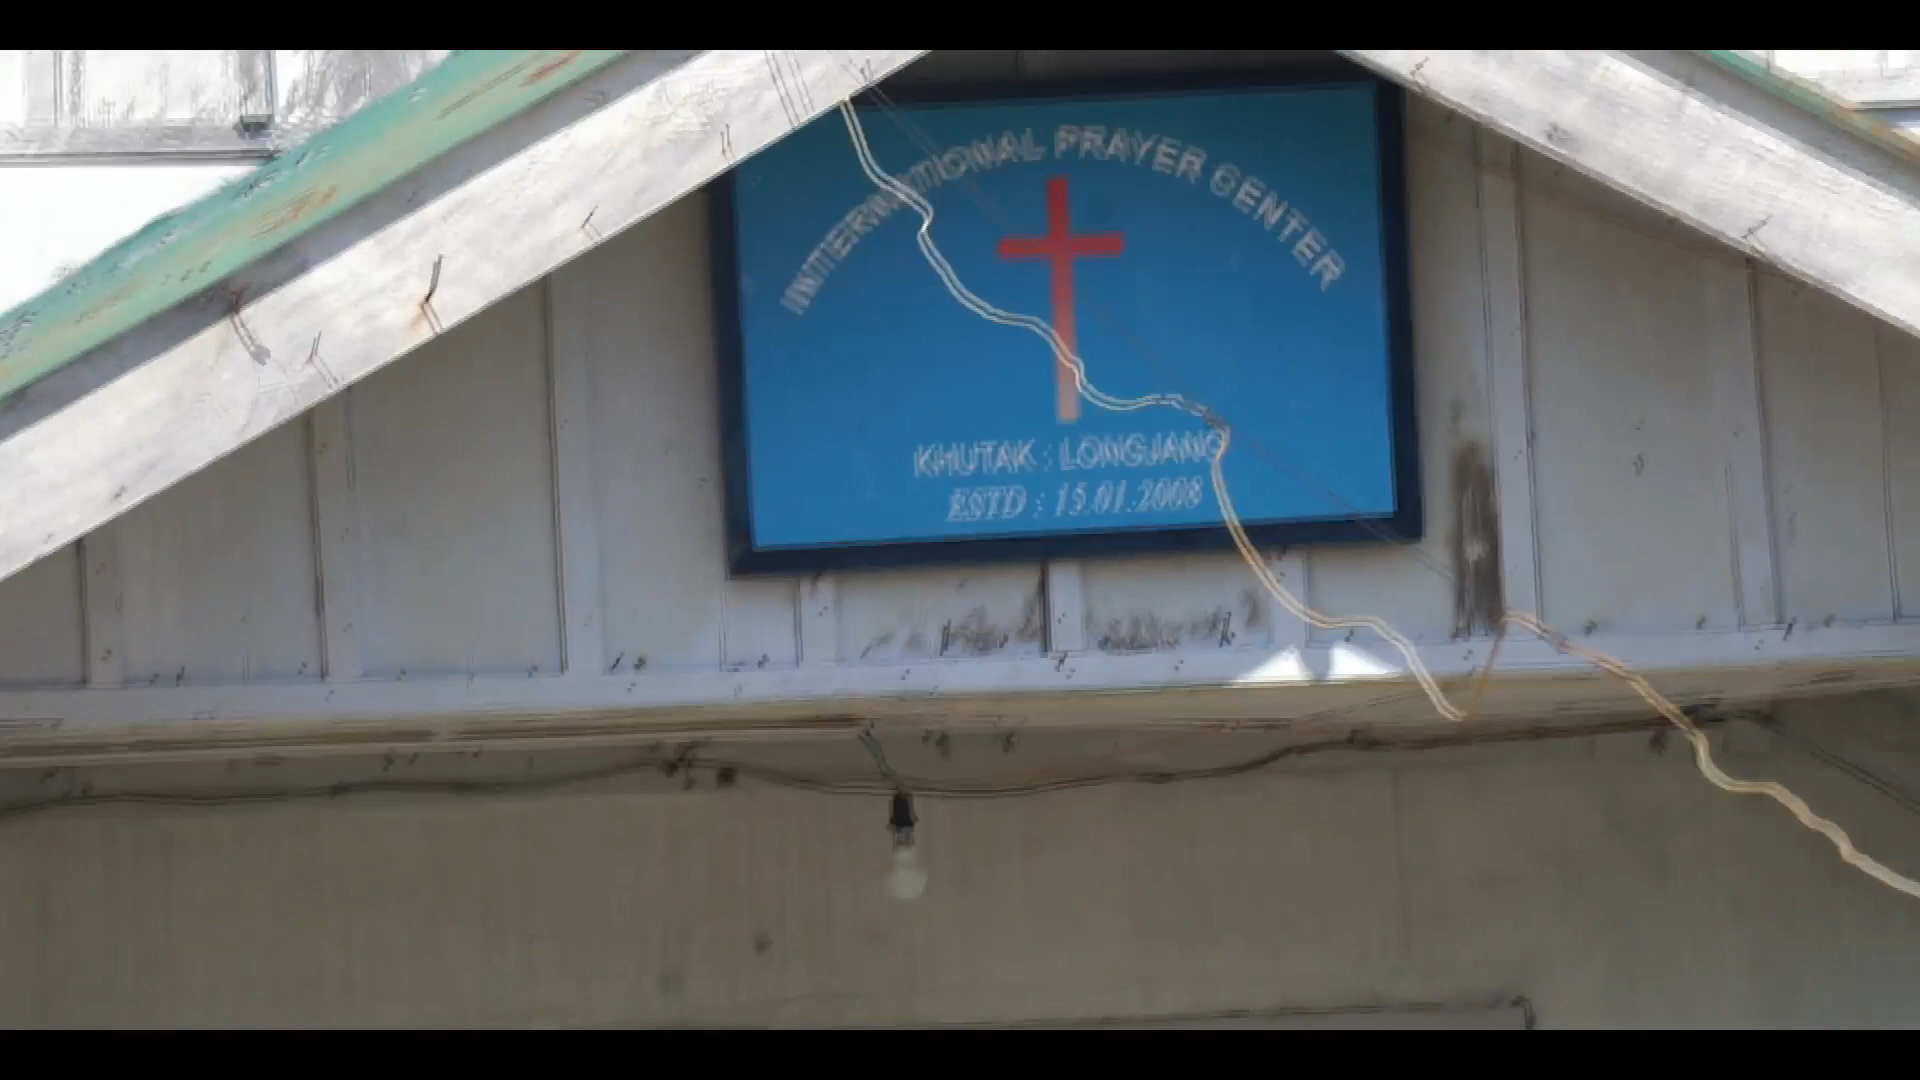 INTERNATIONAL PRAYER CENTER
KHUTAK : LONGJANG
ESTD : 15.01.2008